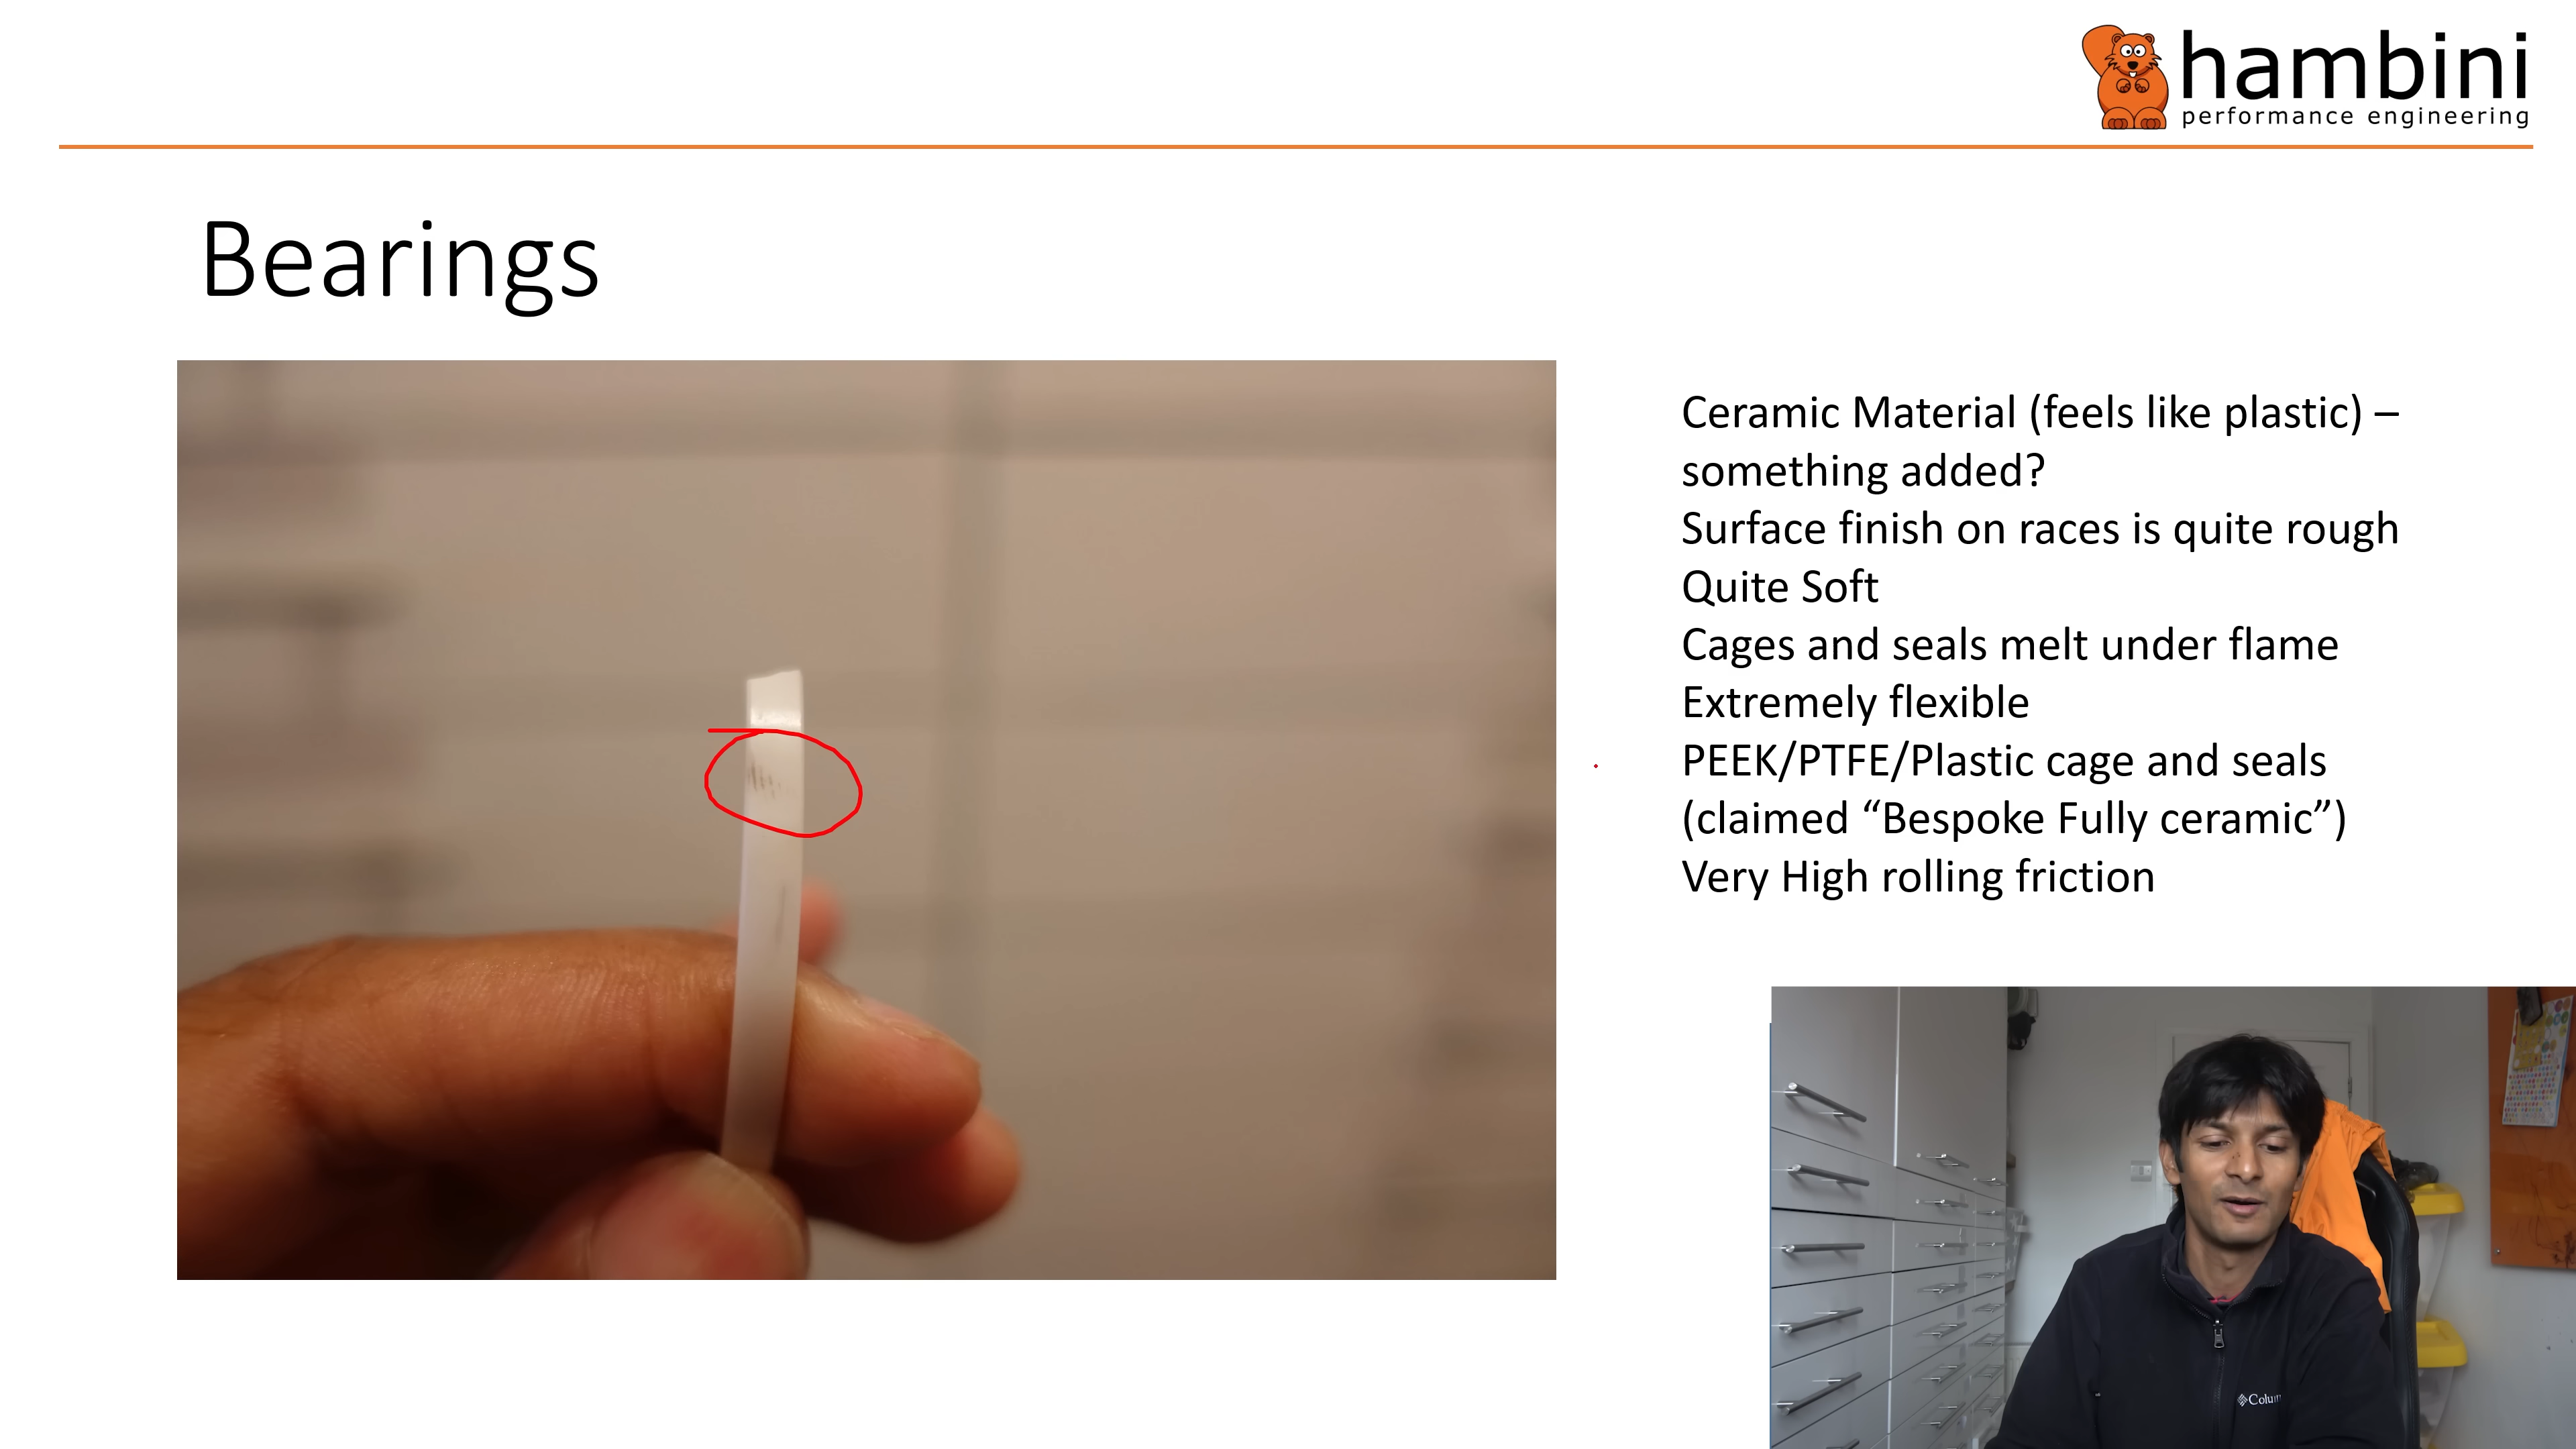 hambini
performance engineering
Bearings
Ceramic Material (feels like plastic) –
something added?
Surface finish on races is quite rough
Quite Soft
Cages and seals melt under flame
Extremely flexible
PEEK/PTFE/Plastic cage and seals
(claimed “Bespoke Fully ceramic”)
Very High rolling friction
Colum